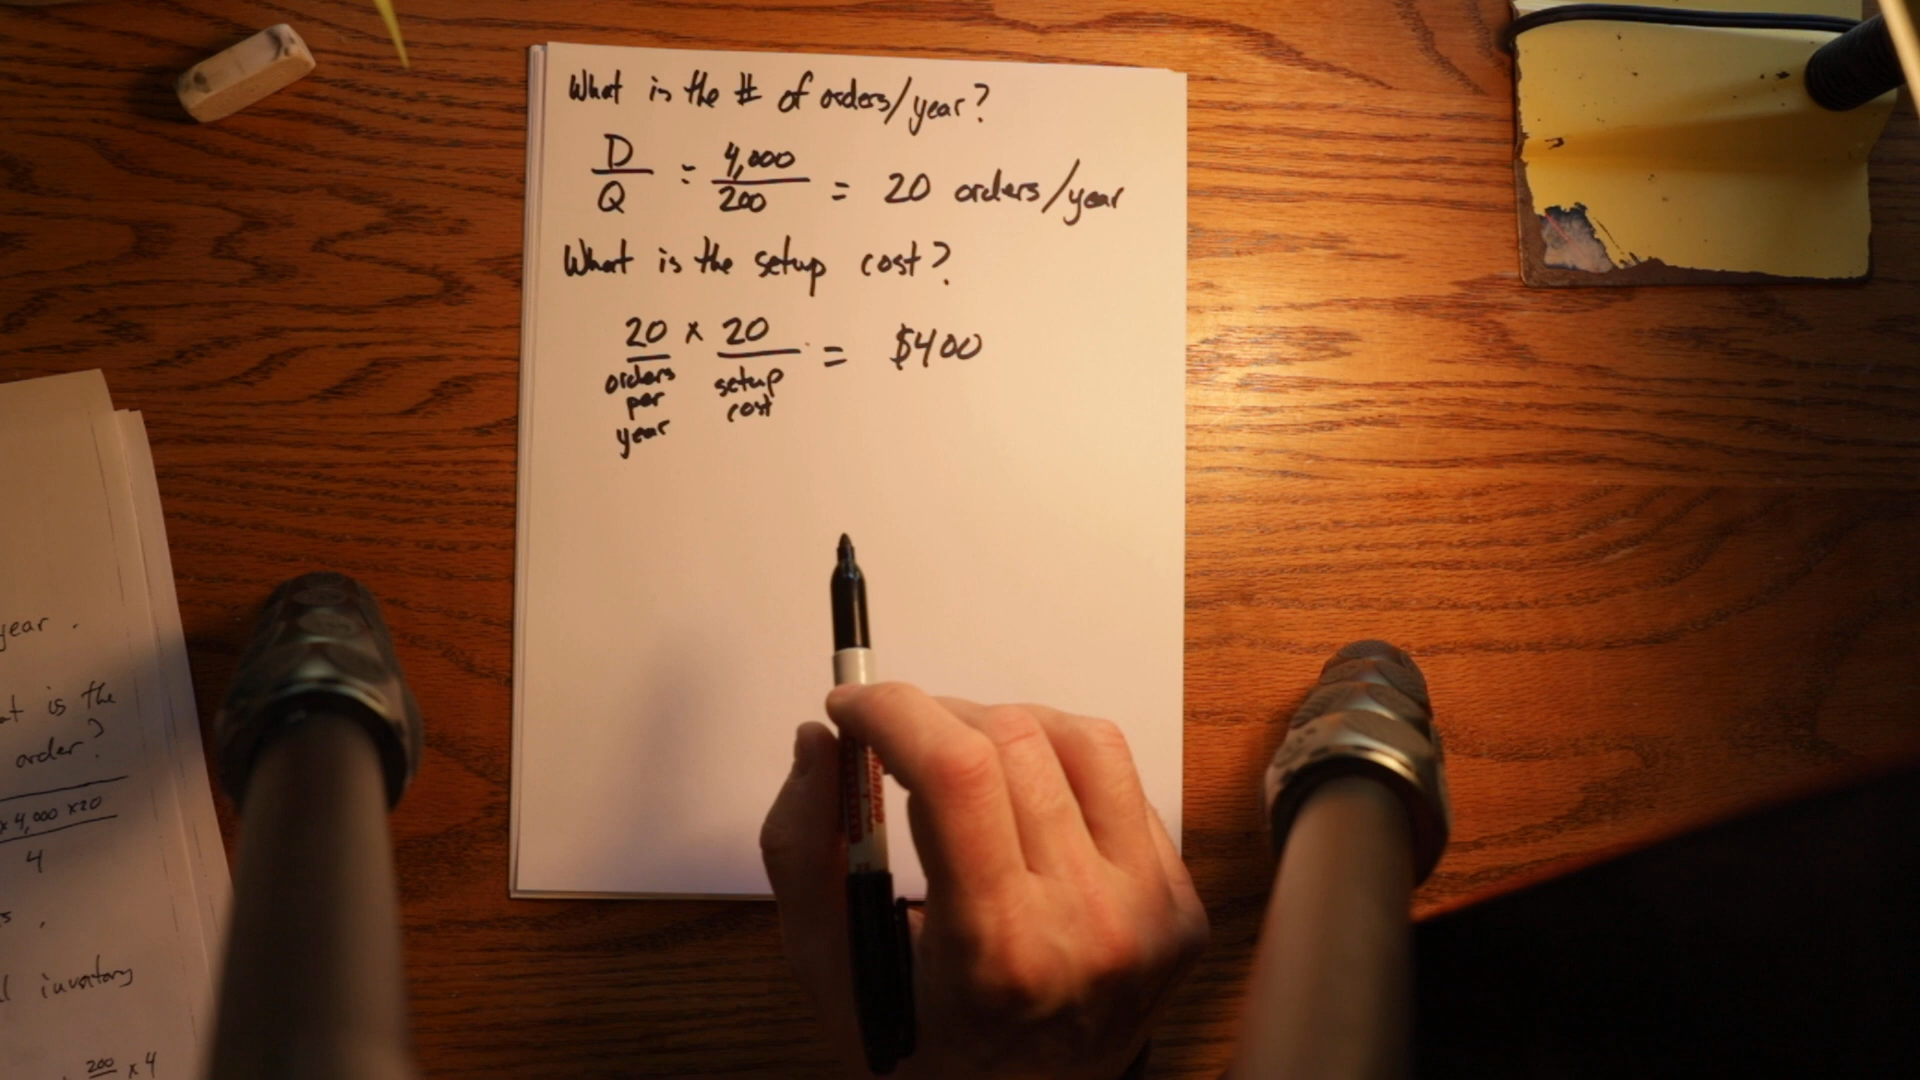 What is the # of orders/year?
D/Q = 4,000/200 = 20 orders/year
What is the setup cost?
20 x 20 = $400
orders per year
setup cost
year.
is the
order?
x 4,000 x20
4
inventory
200 x 4